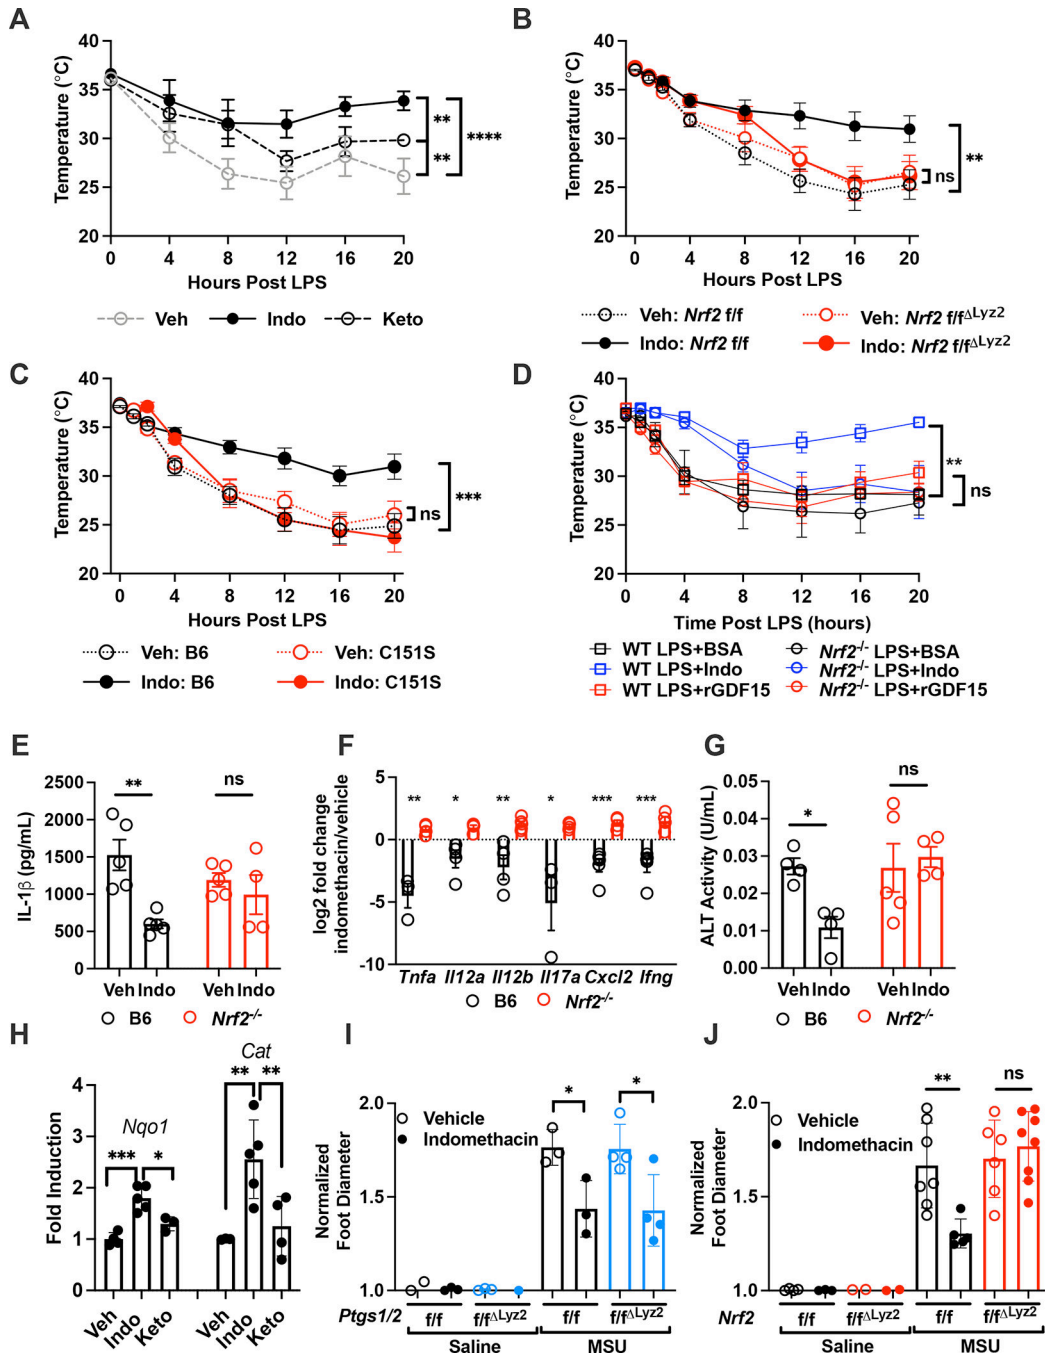 A
Temperature (°C)
40
35
30
25
20
0 4 8 12 16 20
Hours Post LPS
** ** ****
Veh Indo Keto
B
Temperature (°C)
40
35
30
25
20
0 4 8 12 16 20
Hours Post LPS
ns **
Veh: Nrf2 f/f
Veh: Nrf2 f/fΔLyz2
Indo: Nrf2 f/f
Indo: Nrf2 f/fΔLyz2
C
Temperature (°C)
40
35
30
25
20
0 4 8 12 16 20
Hours Post LPS
ns ***
Veh: B6
Veh: C151S
Indo: B6
Indo: C151S
D
Temperature (°C)
40
35
30
25
20
0 4 8 12 16 20
Time Post LPS (hours)
**
ns
WT LPS+BSA
Nrf2-/- LPS+BSA
WT LPS+Indo
Nrf2-/- LPS+Indo
WT LPS+rGDF15
Nrf2-/- LPS+rGDF15
E
IL-1β (pg/mL)
2500
2000
1500
1000
500
0
** ns
Veh Indo Veh Indo
B6 Nrf2-/-
F
log2 fold change
indomethacin/vehicle
5
0
-5
-10
** * ** * *** ***
Tnfa Il12a Il12b Il17a Cxcl2 Ifng
B6 Nrf2-/-
G
ALT Activity (U/mL)
0.05
0.04
0.03
0.02
0.01
0.00
* ns
Veh Indo Veh Indo
B6 Nrf2-/-
H
Fold Induction
4
3
2
1
0
Nqo1
*** *
Cat
** **
Veh Indo Keto Veh Indo Keto
I
Normalized
Foot Diameter
2.0
1.5
1.0
Vehicle
Indomethacin
* *
Ptgs1/2 f/f f/fΔLyz2 f/f f/fΔLyz2
Saline MSU
J
Normalized
Foot Diameter
2.0
1.5
1.0
Vehicle
Indomethacin
** ns
Nrf2 f/f f/fΔLyz2 f/f f/fΔLyz2
Saline MSU